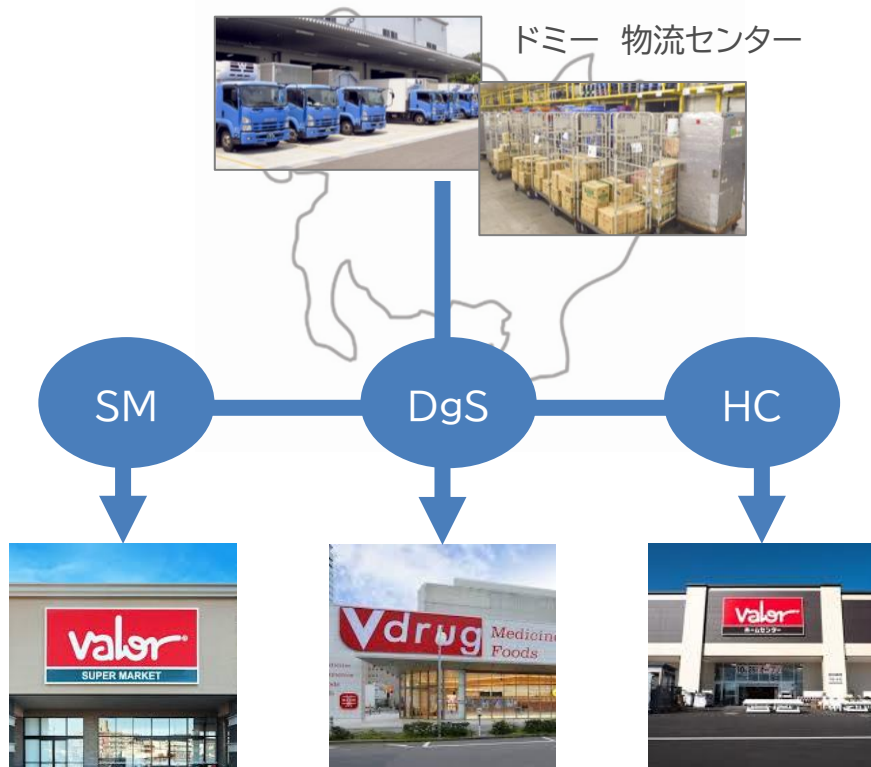 ドミー 物流センター
SM
DgS
HC
valor
SUPER MARKET
Vdrug
Medicine
Foods
valor
ホームセンター